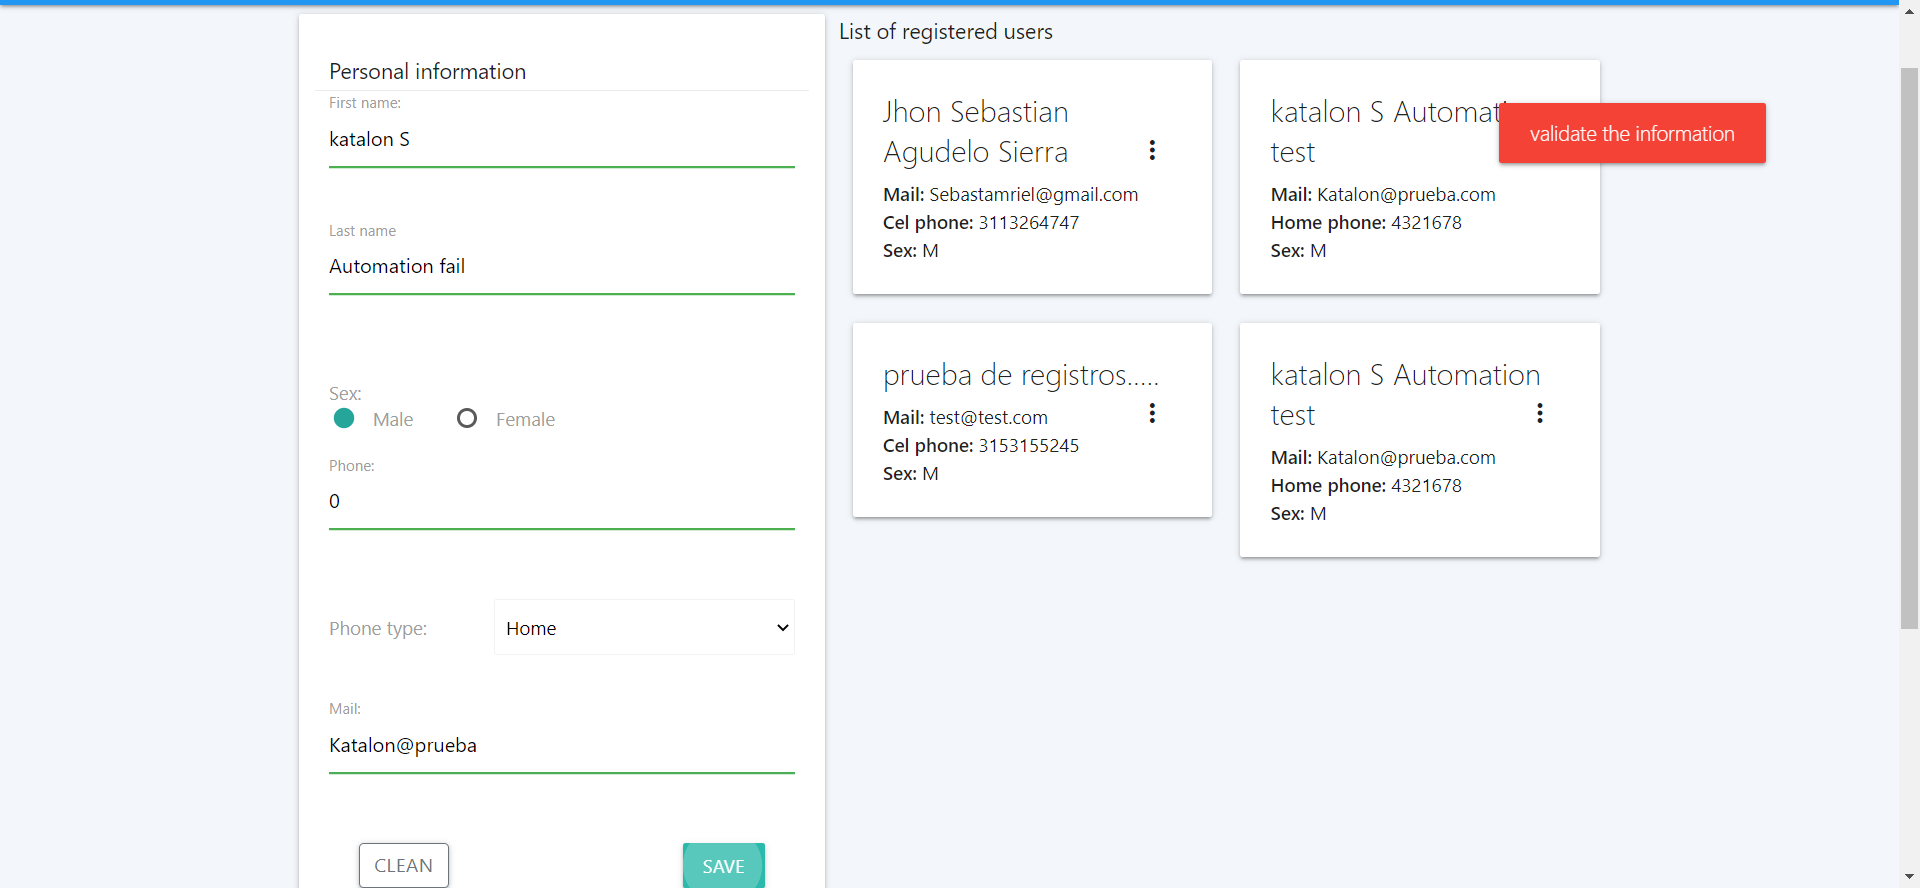 Personal information
First name:
katalon S
Last name
Automation fail
Sex:
Male Female
Phone:
0
Phone type: Home
Mail:
Katalon@prueba
CLEAN SAVE
List of registered users
Jhon Sebastian
Agudelo Sierra
Mail: Sebastamriel@gmail.com
Cel phone: 3113264747
Sex: M
katalon S Automat
test
Mail: Katalon@prueba.com
Home phone: 4321678
Sex: M
validate the information
prueba de registros.....
Mail: test@test.com
Cel phone: 3153155245
Sex: M
katalon S Automation
test
Mail: Katalon@prueba.com
Home phone: 4321678
Sex: M